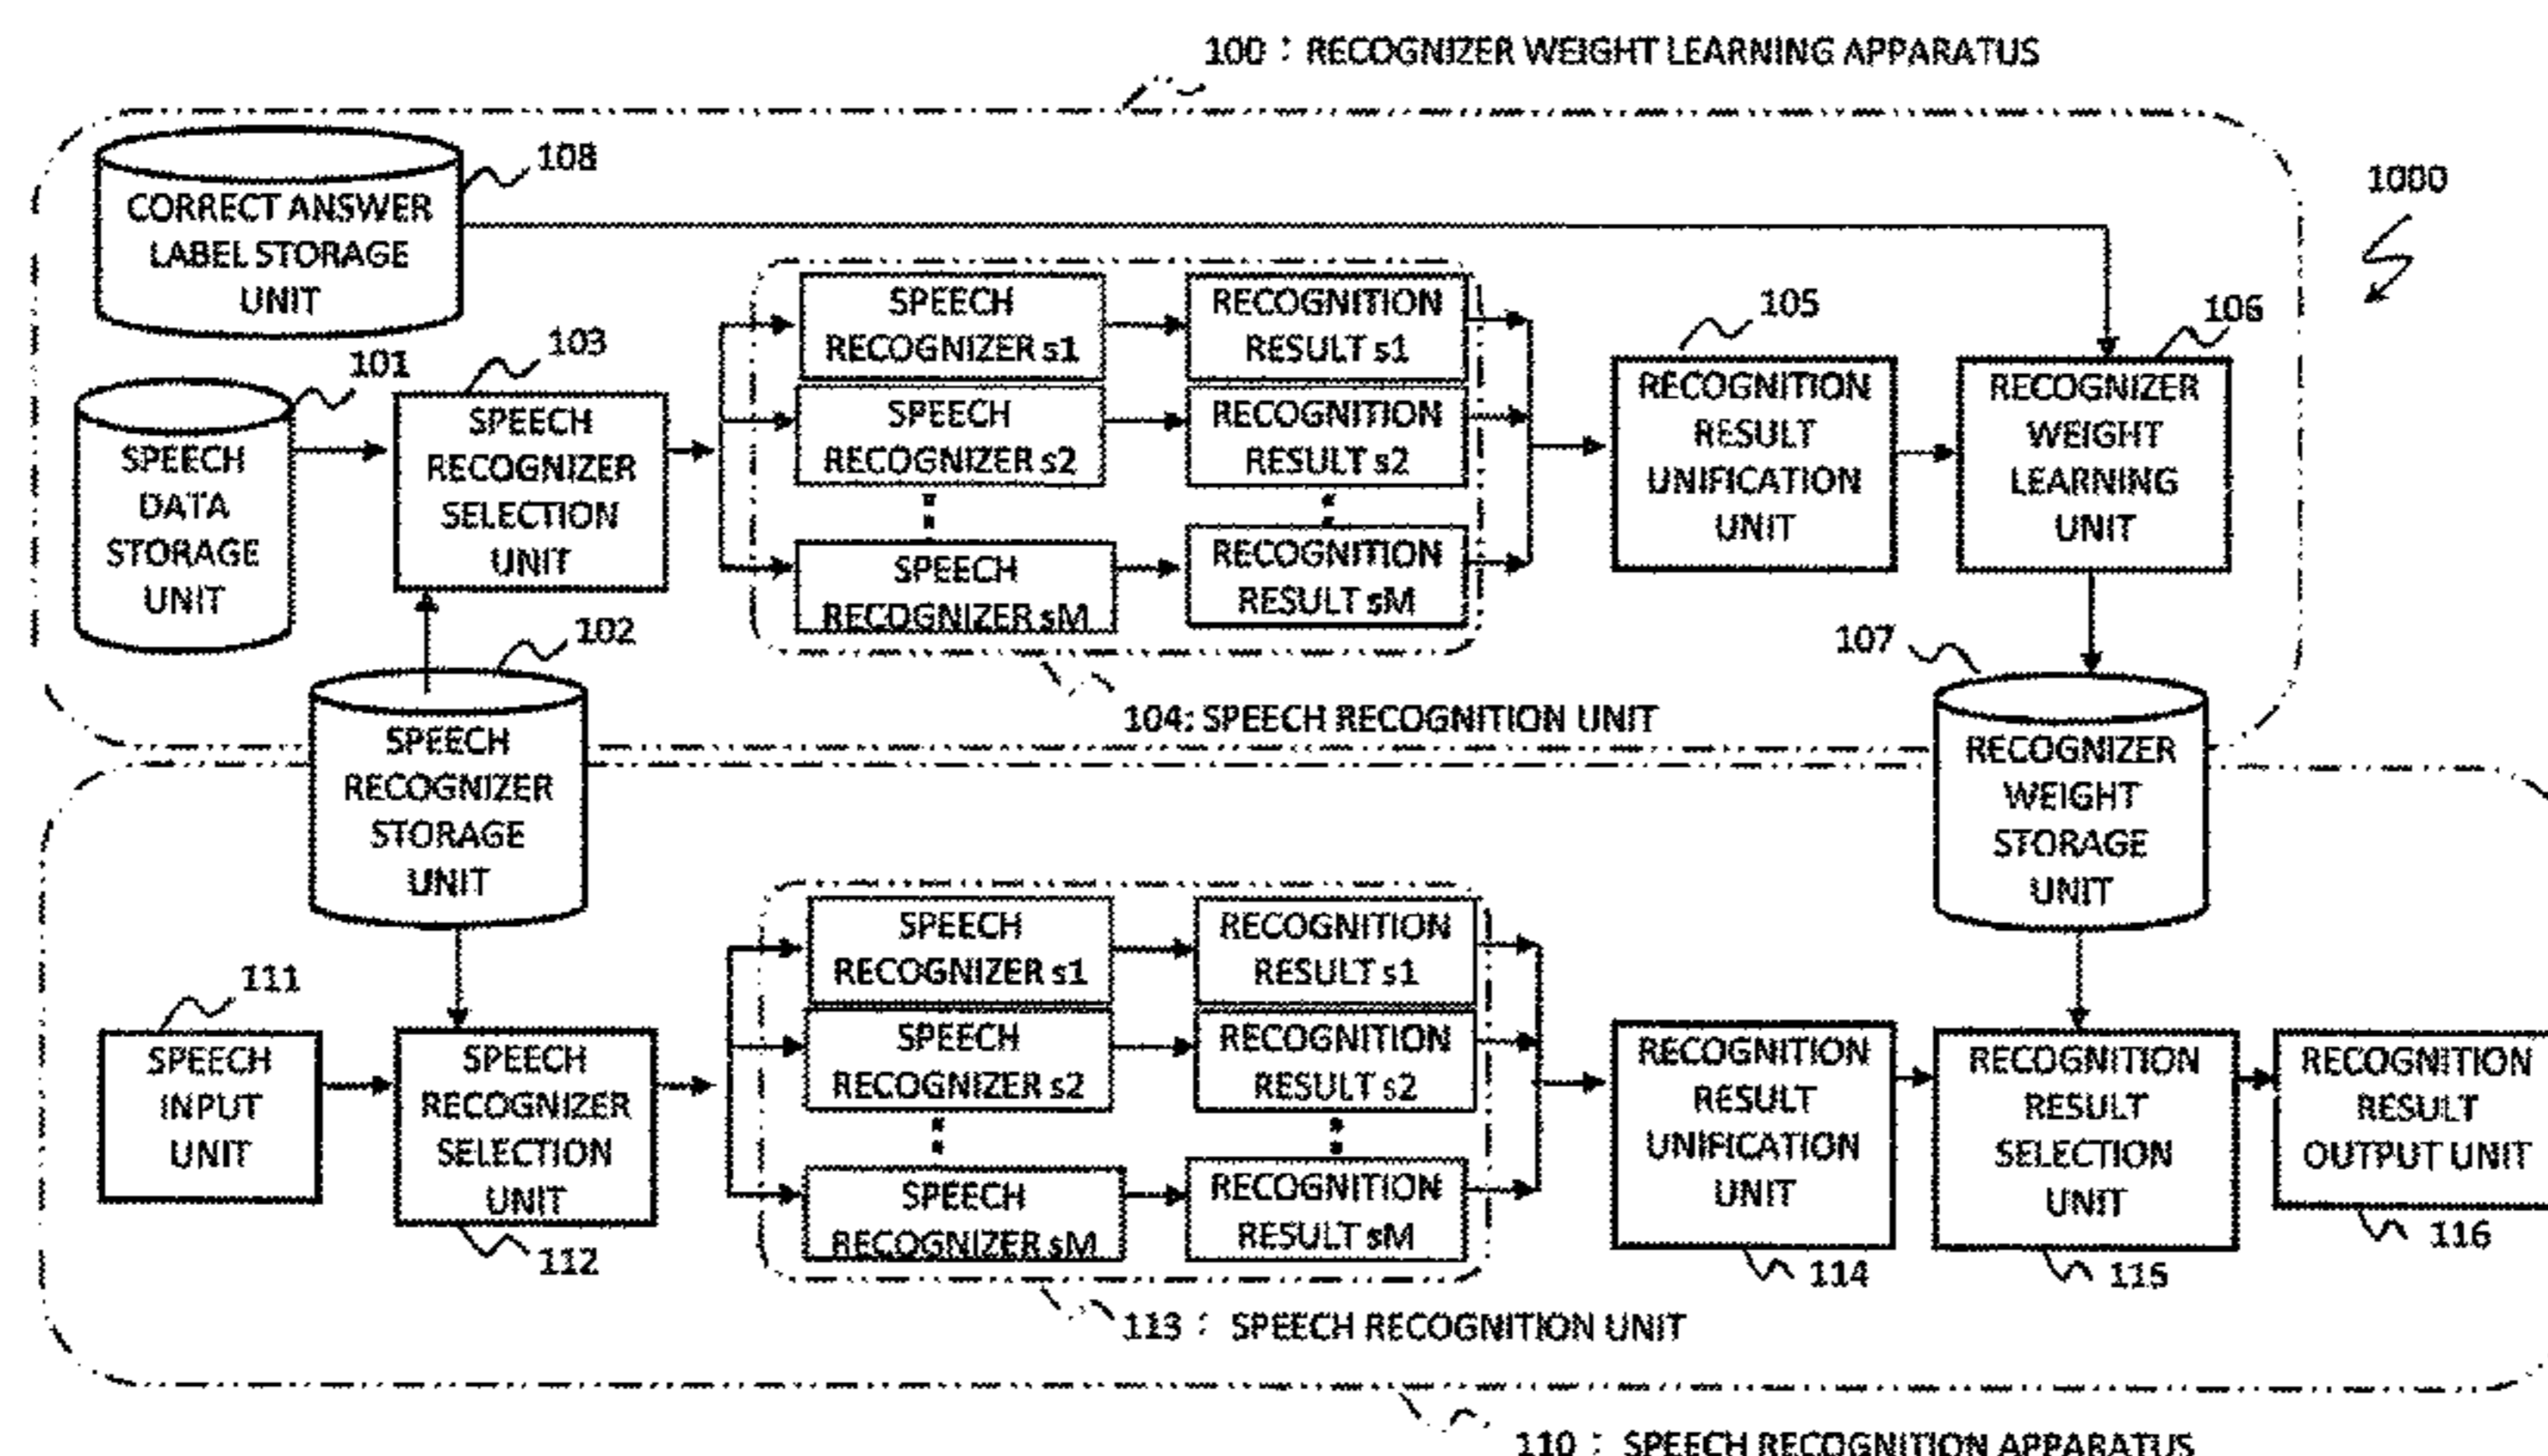 100 : RECOGNIZER WEIGHT LEARNING APPARATUS
1000
108
CORRECT ANSWER
LABEL STORAGE
UNIT
101
SPEECH
DATA
STORAGE
UNIT
103
SPEECH
RECOGNIZER
SELECTION
UNIT
SPEECH
RECOGNIZER s1
RECOGNITION
RESULT s1
SPEECH
RECOGNIZER s2
RECOGNITION
RESULT s2
SPEECH
RECOGNIZER sM
RECOGNITION
RESULT sM
104: SPEECH RECOGNITION UNIT
105
RECOGNITION
RESULT
UNIFICATION
UNIT
106
RECOGNIZER
WEIGHT
LEARNING
UNIT
102
SPEECH
RECOGNIZER
STORAGE
UNIT
107
RECOGNIZER
WEIGHT
STORAGE
UNIT
111
SPEECH
INPUT
UNIT
SPEECH
RECOGNIZER
SELECTION
UNIT
112
SPEECH
RECOGNIZER s1
RECOGNITION
RESULT s1
SPEECH
RECOGNIZER s2
RECOGNITION
RESULT s2
SPEECH
RECOGNIZER sM
RECOGNITION
RESULT sM
113 : SPEECH RECOGNITION UNIT
RECOGNITION
RESULT
UNIFICATION
UNIT
114
RECOGNITION
RESULT
SELECTION
UNIT
115
RECOGNITION
RESULT
OUTPUT UNIT
116
110 : SPEECH RECOGNITION APPARATUS